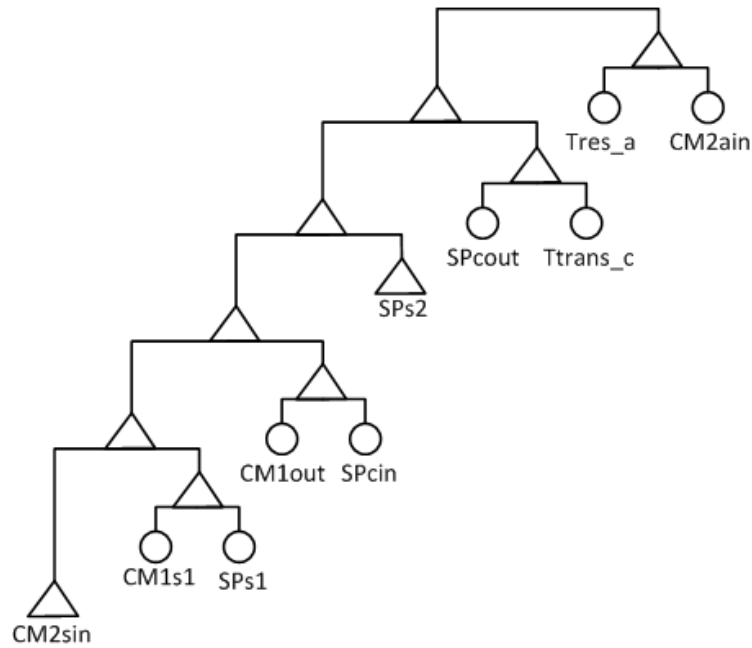 Tres_a CM2ain
SPcout Ttrans_c
SPs2
CM1out SPcin
CM1s1 SPs1
CM2sin